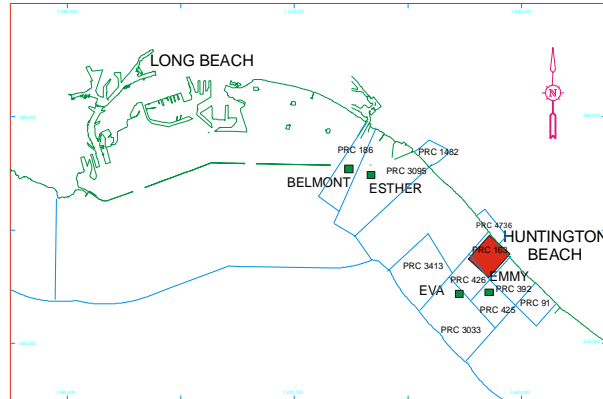 LONG BEACH
N
PRC 186
PRC 1482
PRC 3095
BELMONT
ESTHER
PRC 4736
HUNTINGTON
BEACH
PRC 163
PRC 3413
PRC 426
EMMY
EVA
PRC 392
PRC 91
PRC 425
PRC 3033